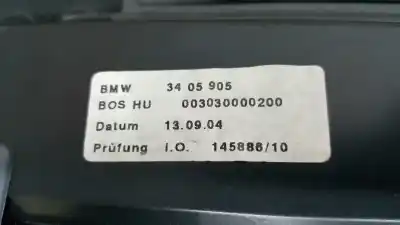 BMW 34 05 905
BOS HU 003030000200
Datum 13.09.04
Prüfung i.O. 145886/10